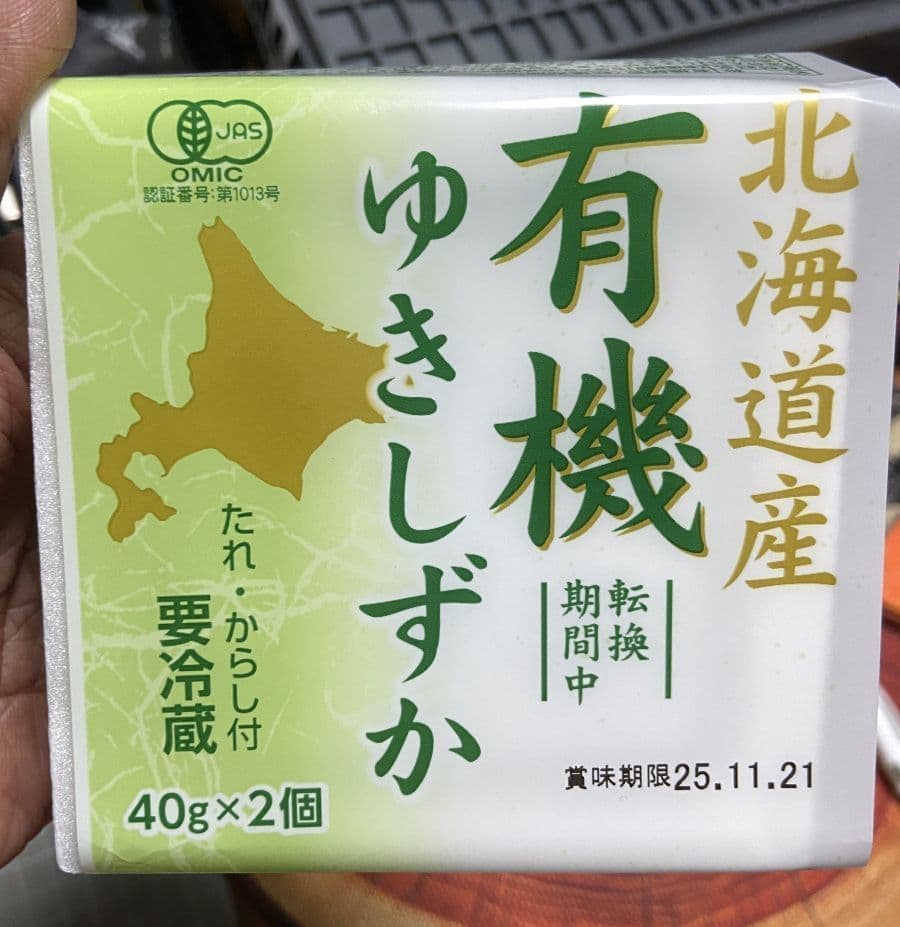 北海道産
有機
転換
期間中
ゆきしずか
JAS
OMIC
認証番号:第1013号
たれ・からし付
要冷蔵
40g×2個
賞味期限25.11.21